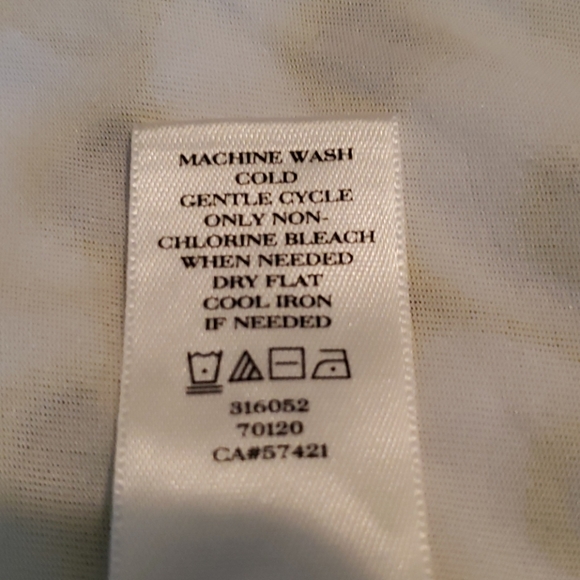 MACHINE WASH
COLD
GENTLE CYCLE
ONLY NON-
CHLORINE BLEACH
WHEN NEEDED
DRY FLAT
COOL IRON
IF NEEDED
316052
70120
CA#57421